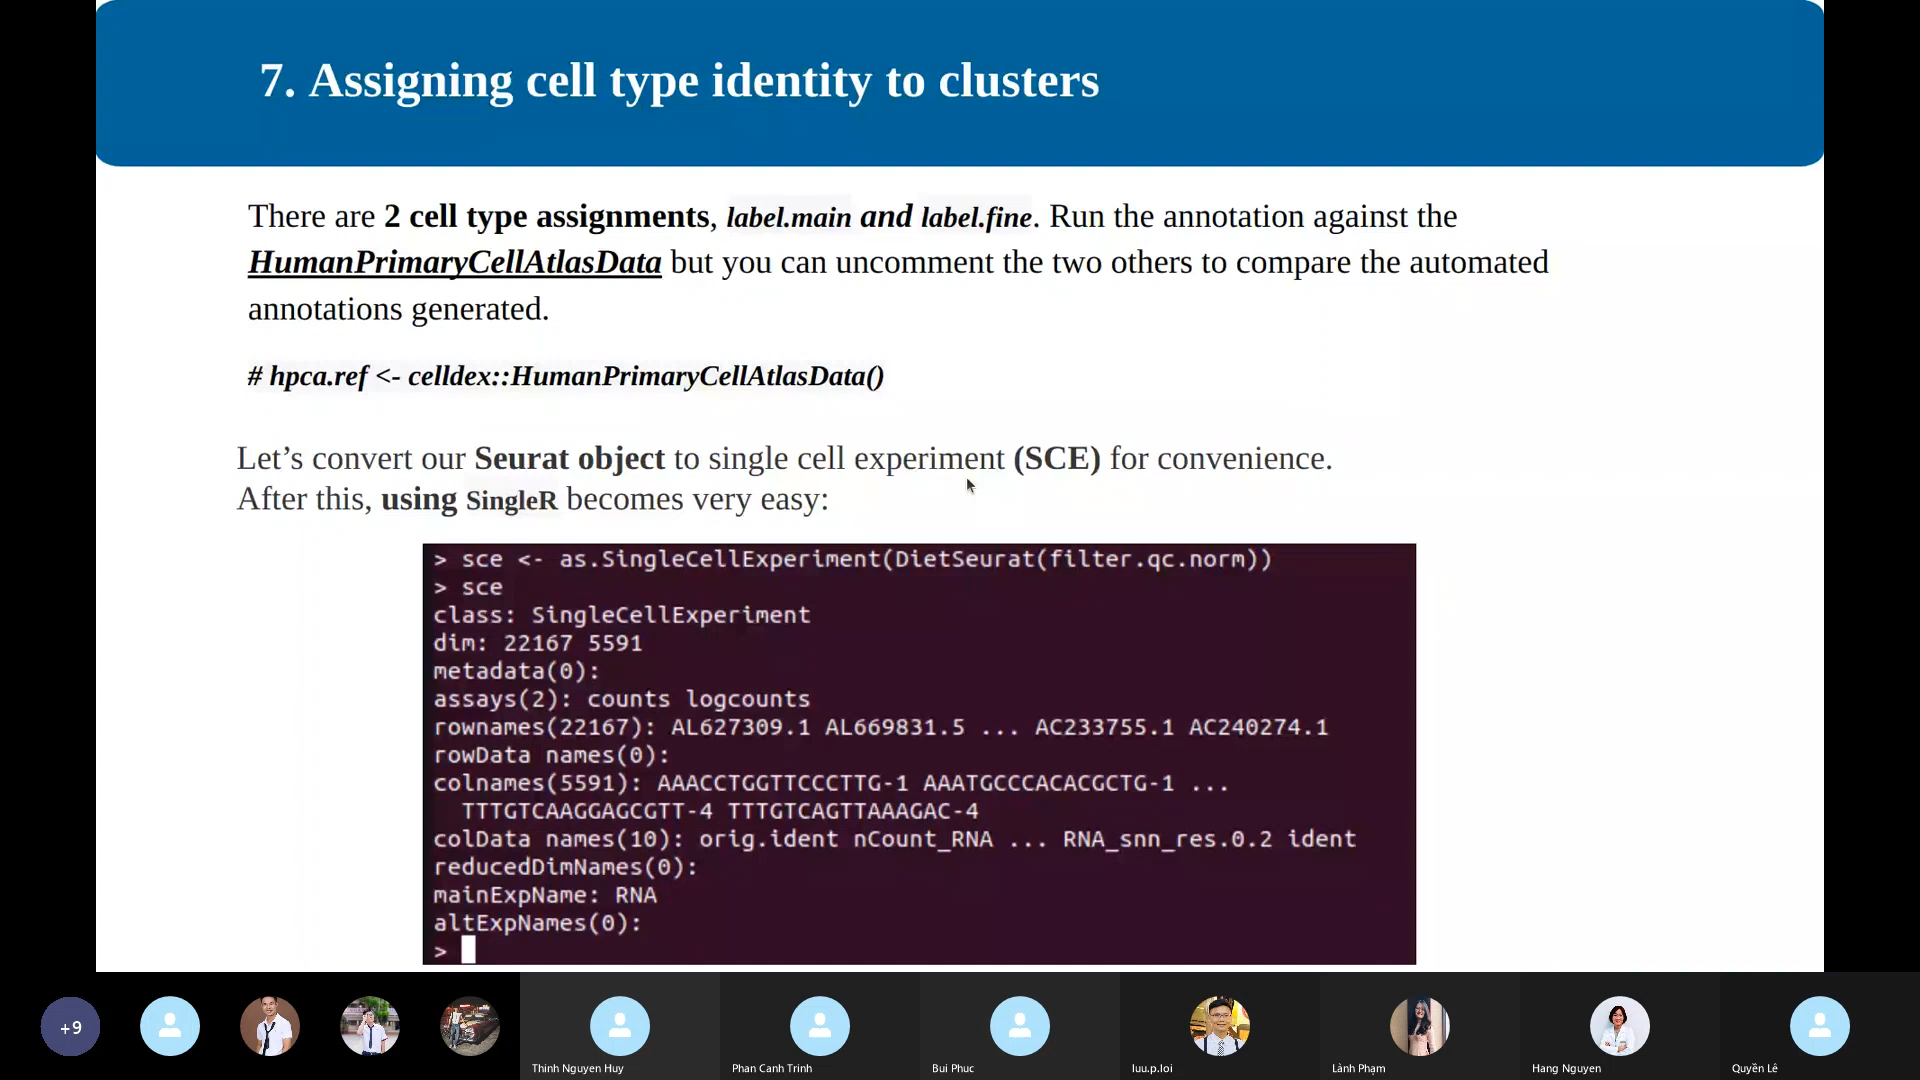 7. Assigning cell type identity to clusters
There are 2 cell type assignments, label.main and label.fine. Run the annotation against the
HumanPrimaryCellAtlasData but you can uncomment the two others to compare the automated
annotations generated.
# hpca.ref <- celldex::HumanPrimaryCellAtlasData()
Let’s convert our Seurat object to single cell experiment (SCE) for convenience.
After this, using SingleR becomes very easy:
> sce <- as.SingleCellExperiment(DietSeurat(filter.qc.norm))
> sce
class: SingleCellExperiment
dim: 22167 5591
metadata(0):
assays(2): counts logcounts
rownames(22167): AL627309.1 AL669831.5 ... AC233755.1 AC240274.1
rowData names(0):
colnames(5591): AAACCTGGTTCCCTTG-1 AAATGCCCACACGCTG-1 ...
TTTGTCAAGGAGCGTT-4 TTTGTCAGTTAAAGAC-4
colData names(10): orig.ident nCount_RNA ... RNA_snn_res.0.2 ident
reducedDimNames(0):
mainExpName: RNA
altExpNames(0):
>
+9
Thinh Nguyen Huy
Phan Canh Trinh
Bui Phuc
luu.p.loi
Lành Phạm
Hang Nguyen
Quyền Lê